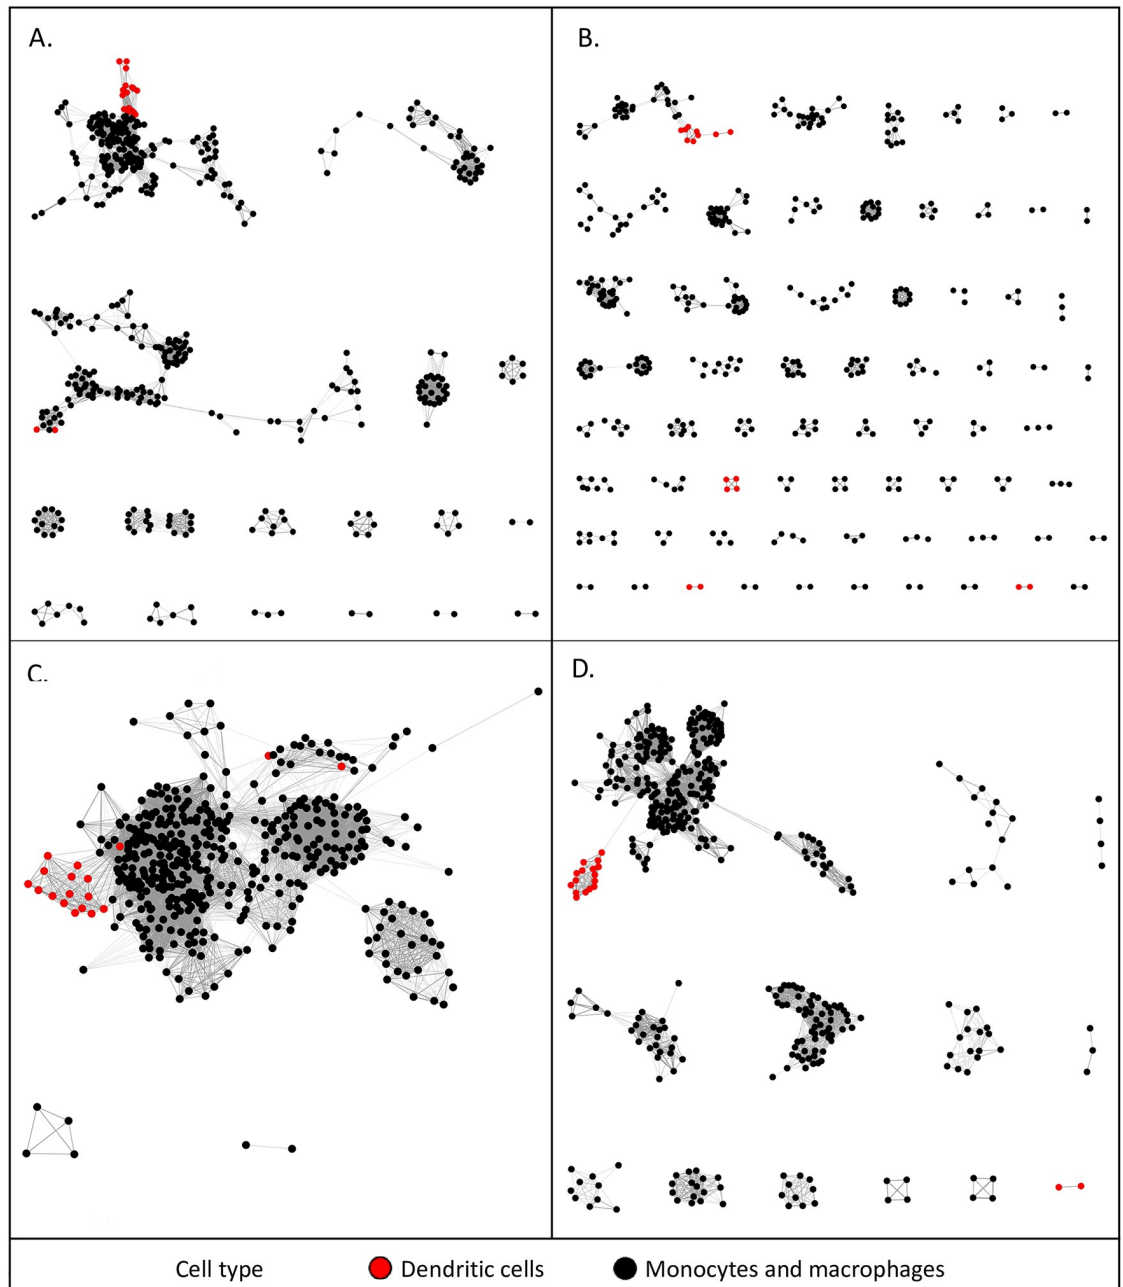 A.
B.
C.
D.
Cell type
Dendritic cells
Monocytes and macrophages